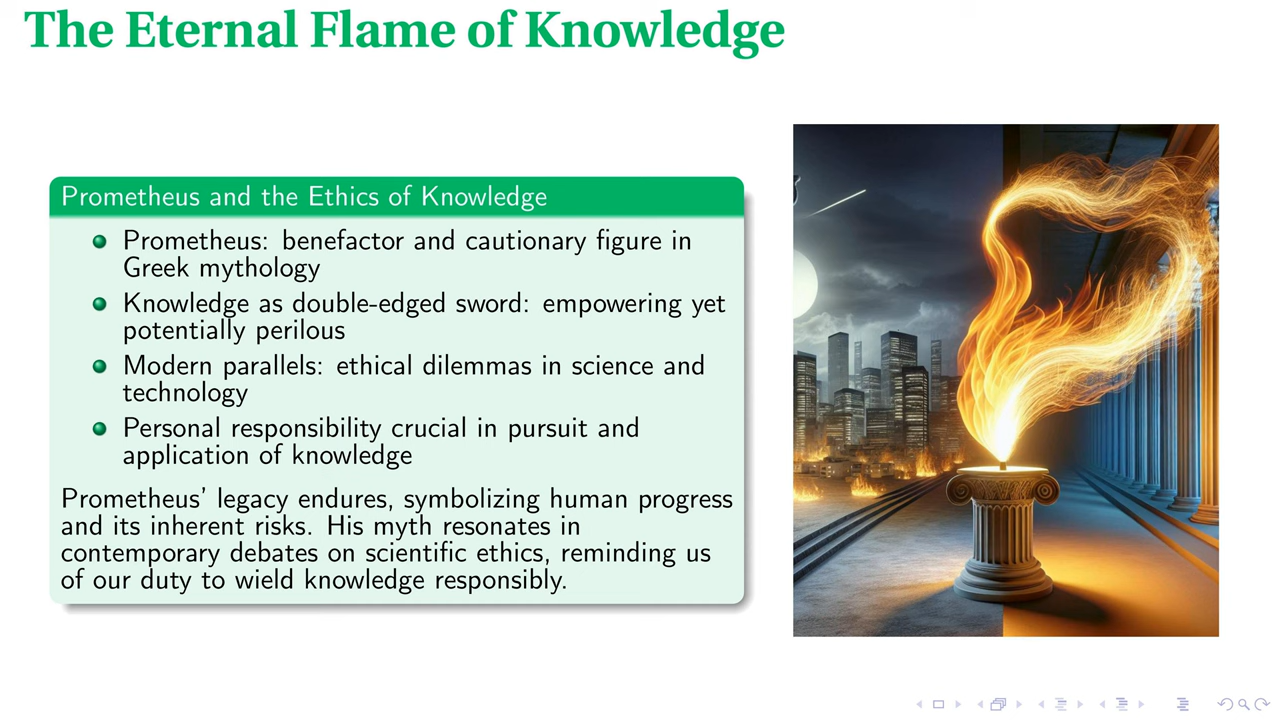 The Eternal Flame of Knowledge
Prometheus and the Ethics of Knowledge
Prometheus: benefactor and cautionary figure in
Greek mythology
Knowledge as double-edged sword: empowering yet
potentially perilous
Modern parallels: ethical dilemmas in science and
technology
Personal responsibility crucial in pursuit and
application of knowledge
Prometheus’ legacy endures, symbolizing human progress
and its inherent risks. His myth resonates in
contemporary debates on scientific ethics, reminding us
of our duty to wield knowledge responsibly.